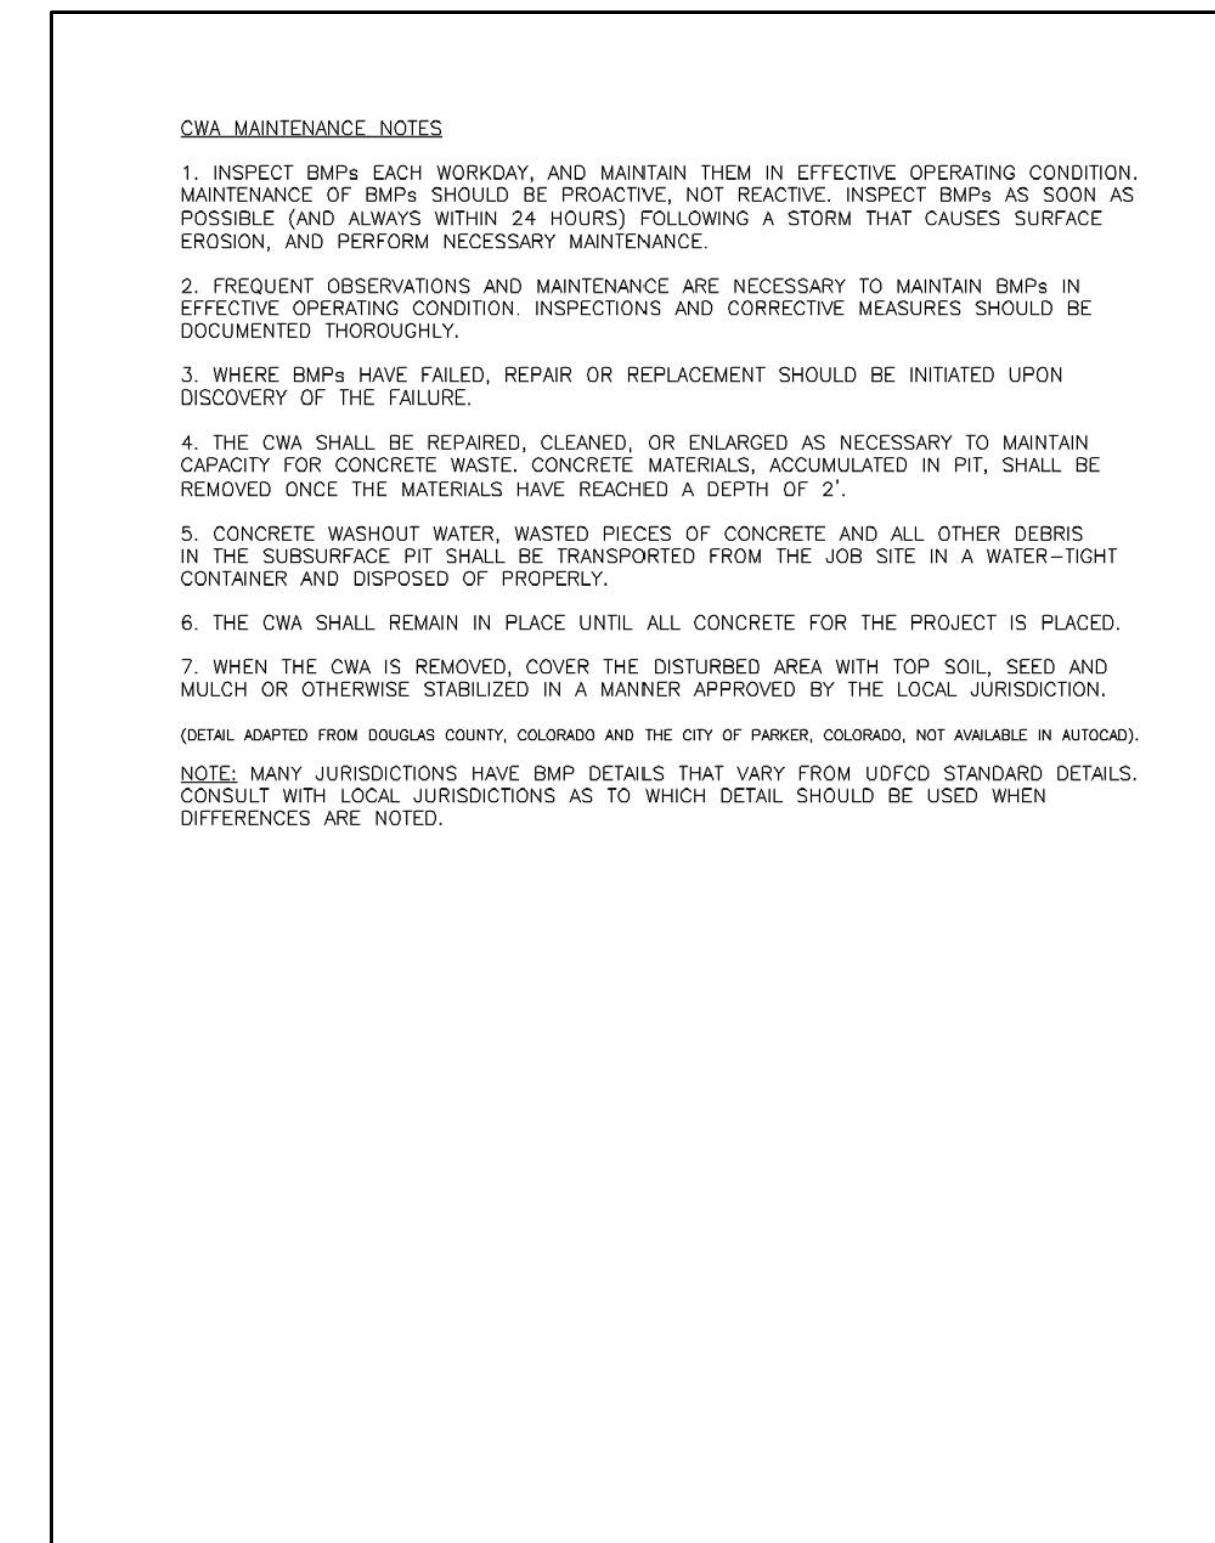 CWA MAINTENANCE NOTES
1. INSPECT BMPs EACH WORKDAY, AND MAINTAIN THEM IN EFFECTIVE OPERATING CONDITION.
MAINTENANCE OF BMPs SHOULD BE PROACTIVE, NOT REACTIVE. INSPECT BMPs AS SOON AS
POSSIBLE (AND ALWAYS WITHIN 24 HOURS) FOLLOWING A STORM THAT CAUSES SURFACE
EROSION, AND PERFORM NECESSARY MAINTENANCE.
2. FREQUENT OBSERVATIONS AND MAINTENANCE ARE NECESSARY TO MAINTAIN BMPs IN
EFFECTIVE OPERATING CONDITION. INSPECTIONS AND CORRECTIVE MEASURES SHOULD BE
DOCUMENTED THOROUGHLY.
3. WHERE BMPs HAVE FAILED, REPAIR OR REPLACEMENT SHOULD BE INITIATED UPON
DISCOVERY OF THE FAILURE.
4. THE CWA SHALL BE REPAIRED, CLEANED, OR ENLARGED AS NECESSARY TO MAINTAIN
CAPACITY FOR CONCRETE WASTE. CONCRETE MATERIALS, ACCUMULATED IN PIT, SHALL BE
REMOVED ONCE THE MATERIALS HAVE REACHED A DEPTH OF 2'.
5. CONCRETE WASHOUT WATER, WASTED PIECES OF CONCRETE AND ALL OTHER DEBRIS
IN THE SUBSURFACE PIT SHALL BE TRANSPORTED FROM THE JOB SITE IN A WATER-TIGHT
CONTAINER AND DISPOSED OF PROPERLY.
6. THE CWA SHALL REMAIN IN PLACE UNTIL ALL CONCRETE FOR THE PROJECT IS PLACED.
7. WHEN THE CWA IS REMOVED, COVER THE DISTURBED AREA WITH TOP SOIL, SEED AND
MULCH OR OTHERWISE STABILIZED IN A MANNER APPROVED BY THE LOCAL JURISDICTION.
(DETAIL ADAPTED FROM DOUGLAS COUNTY, COLORADO AND THE CITY OF PARKER, COLORADO, NOT AVAILABLE IN AUTOCAD).
NOTE: MANY JURISDICTIONS HAVE BMP DETAILS THAT VARY FROM UDFCD STANDARD DETAILS.
CONSULT WITH LOCAL JURISDICTIONS AS TO WHICH DETAIL SHOULD BE USED WHEN
DIFFERENCES ARE NOTED.